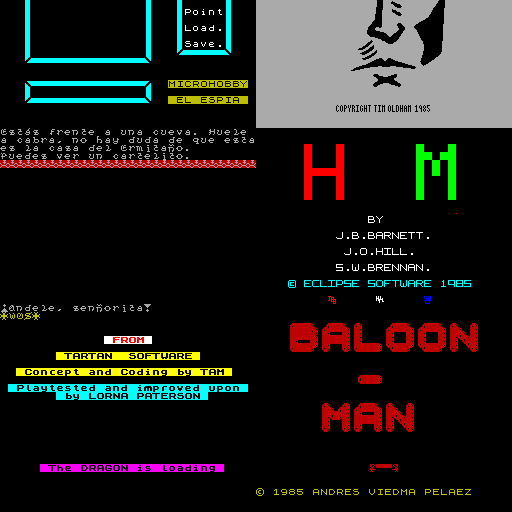 Point
Load.
Save.
MICROHOBBY
EL ESPIA
COPYRIGHT TIM OLDHAM 1985
Estás frente a una cueva. Huele
a cabra, no hay duda de que esta
es la casa del Ermitaño.
Puedes ver un cartelito.
¡Andele, señorita!
*WOS*
H M
BY
J.B.BARNETT.
J.O.HILL.
S.W.BRENNAN.
© ECLIPSE SOFTWARE 1985
FROM
TARTAN SOFTWARE
Concept and Coding by TAM
Playtested and improved upon
by LORNA PATERSON
The DRAGON is loading
BALOON
-
MAN
© 1985 ANDRES VIEDMA PELAEZ